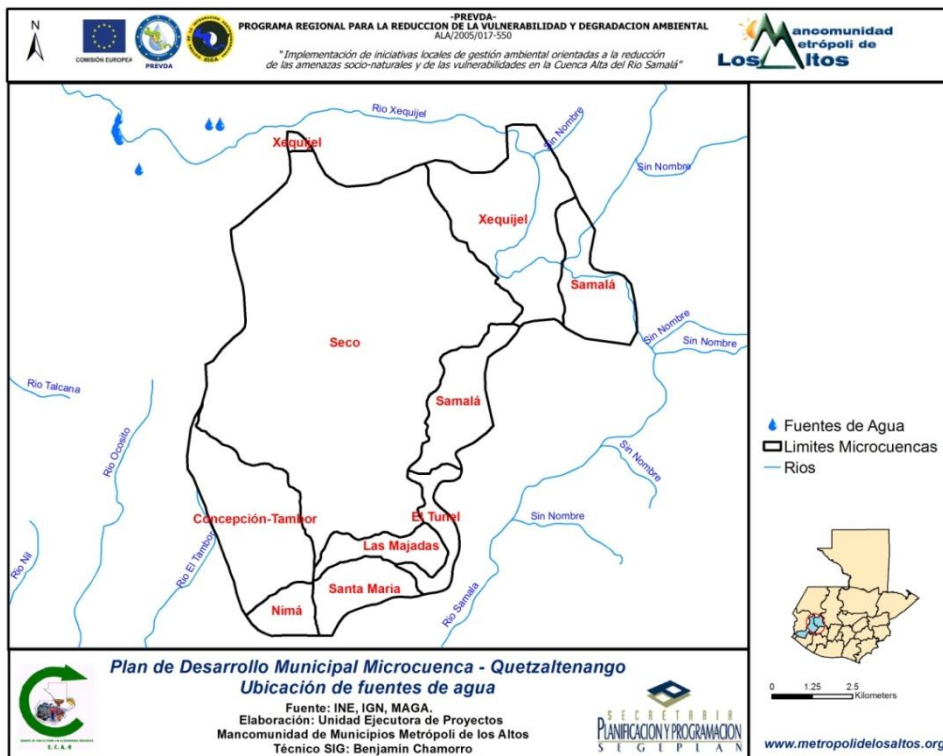 -PREVDA-
PROGRAMA REGIONAL PARA LA REDUCCION DE LA VULNERABILIDAD Y DEGRADACION AMBIENTAL
ALA/2005/017-550
"Implementación de iniciativas locales de gestión ambiental orientadas a la reducción
de las amenazas socio-naturales y de las vulnerabilidades en la Cuenca Alta del Rio Samalá"
N
COMISIÓN EUROPEA
PREVDA
Mancomunidad
Metrópoli de
Los Altos
Rio Xequijel
Sin Nombre
Xequijel
Sin Nombre
Xequijel
Samalá
Seco
Sin Nombre
Sin Nombre
Rio Talcana
Samalá
Rio Ocosito
Sin Nombre
Concepción-Tambor
El Tunel
Sin Nombre
Las Majadas
Rio Nil
Rio El Tambor
Santa Maria
Rio Samala
Nimá
Fuentes de Agua
Limites Microcuencas
Rios
0 1.25 2.5
Kilometers
Plan de Desarrollo Municipal Microcuenca - Quetzaltenango
Ubicación de fuentes de agua
Fuente: INE, IGN, MAGA.
Elaboración: Unidad Ejecutora de Proyectos
Mancomunidad de Municipios Metrópoli de los Altos
Técnico SIG: Benjamín Chamorro
S.C.A.-O
SECRETARIA
PLANIFICACIÓN Y PROGRAMACIÓN
SEGEPLAN
www.metropolidelosaltos.org